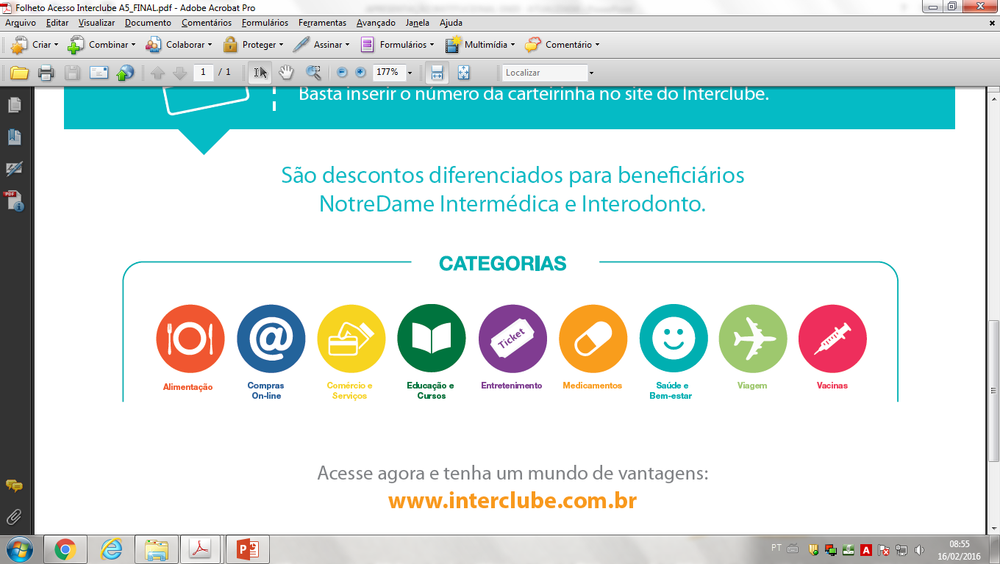 Folheto Acesso Interclube A5_FINAL.pdf - Adobe Acrobat Pro
Arquivo Editar Visualizar Documento Comentários Formulários Ferramentas Avançado Janela Ajuda
Criar Combinar Colaborar Proteger Assinar Formulários Multimídia Comentário
1 / 1 177% Localizar
Basta inserir o número da carteirinha no site do Interclube.
São descontos diferenciados para beneficiários
NotreDame Intermédica e Interodonto.
CATEGORIAS
Ticket
Alimentação
Compras
On-line
Comércio e
Serviços
Educação e
Cursos
Entretenimento
Medicamentos
Saúde e
Bem-estar
Viagem
Vacinas
Acesse agora e tenha um mundo de vantagens:
www.interclube.com.br
PT
08:55
16/02/2016